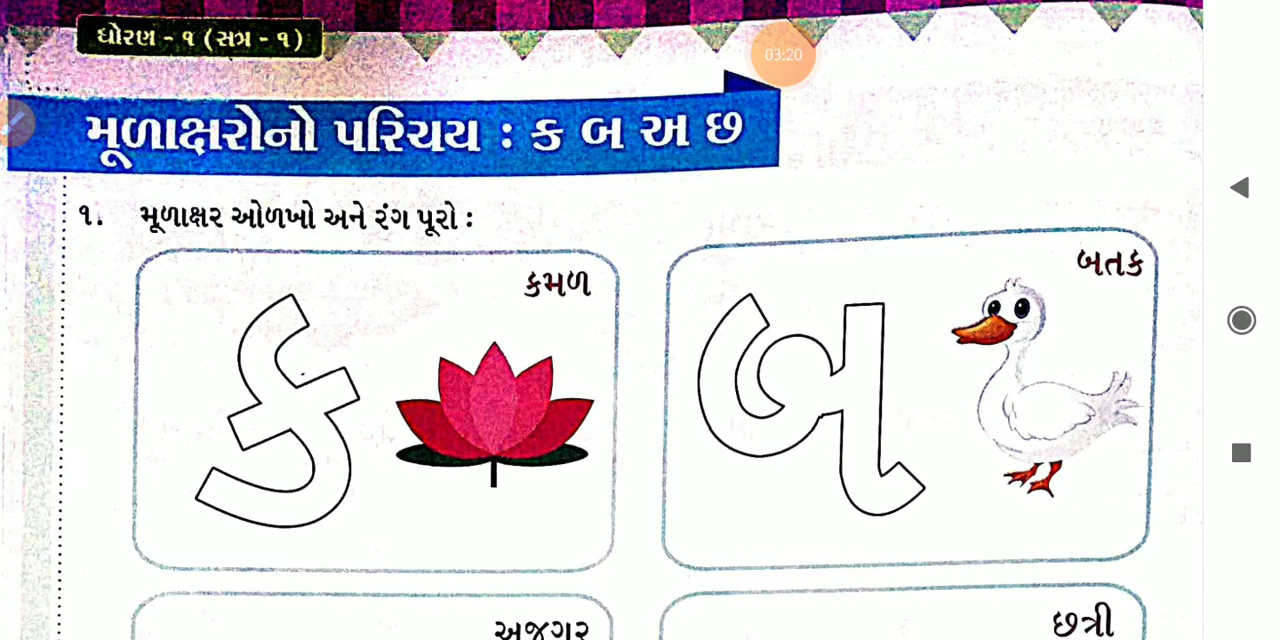 ધોરણ - ૧ (સત્ર - ૧)
03:20
મૂળાક્ષરોનો પરિચય : ક બ અ છ
૧. મૂળાક્ષર ઓળખો અને રંગ પૂરો :
કમળ
ક
બતક
બ
અજગર
છત્રી